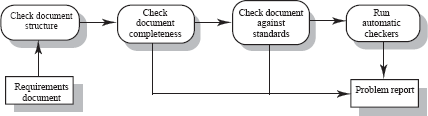 Check document
structure
Check
document
completeness
Check document
against
standards
Run
automatic
checkers
Requirements
document
Problem report